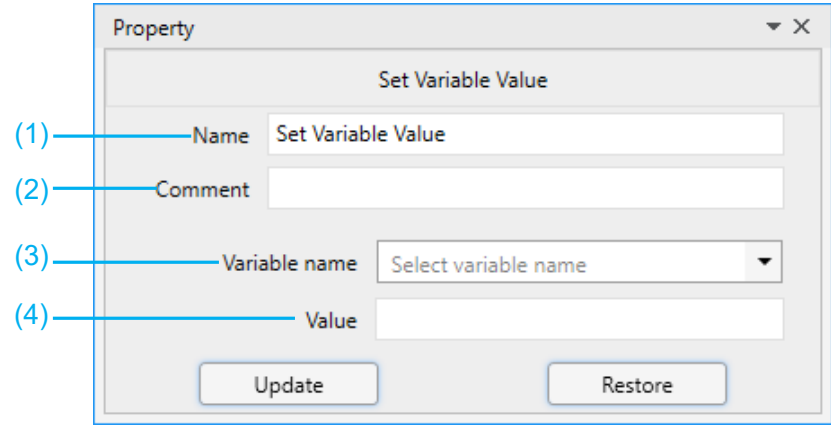 Property
Set Variable Value
(1) Name Set Variable Value
(2) Comment
(3) Variable name Select variable name
(4) Value
Update Restore